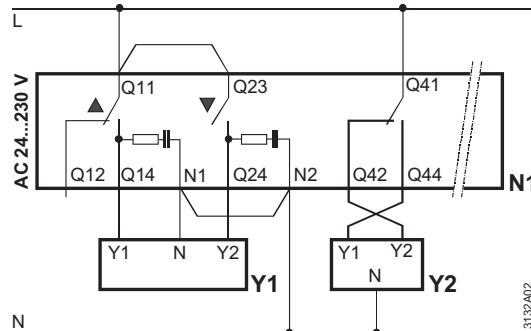 L
AC 24...230 V
Q11 Q23 Q41
Q12 Q14 N1 Q24 N2 Q42 Q44
N1
Y1 N Y2
Y1
Y1 Y2
N
Y2
N
3132A02